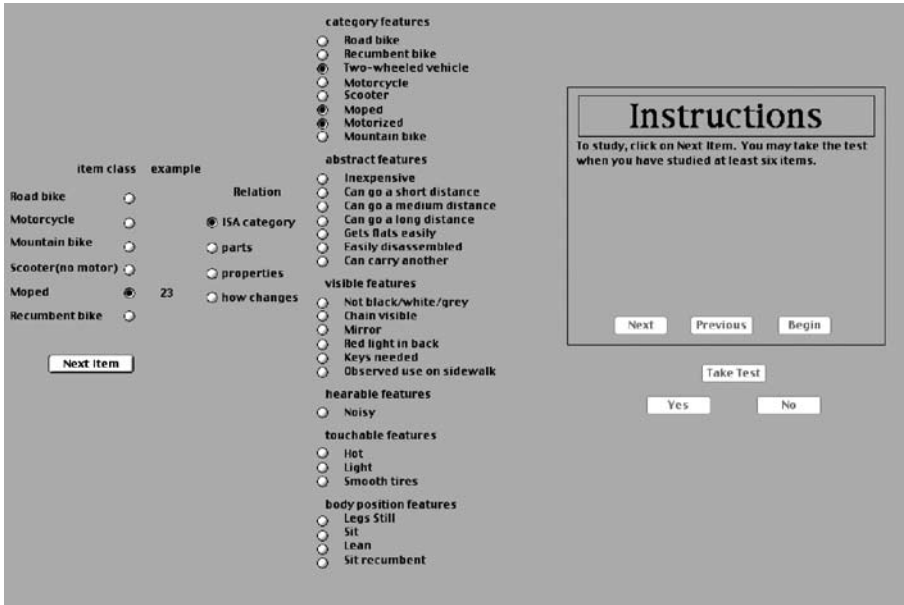 item class example
Road bike
Motorcycle
Mountain bike
Scooter(no motor)
Moped 23
Recumbent bike
Next Item
Relation
ISA category
parts
properties
how changes
category features
Road bike
Recumbent bike
Two-wheeled vehicle
Motorcycle
Scooter
Moped
Motorized
Mountain bike
abstract features
Inexpensive
Can go a short distance
Can go a medium distance
Can go a long distance
Gets flats easily
Easily disassembled
Can carry another
visible features
Not black/white/grey
Chain visible
Mirror
Red light in back
Keys needed
Observed use on sidewalk
hearable features
Noisy
touchable features
Hot
Light
Smooth tires
body position features
Legs Still
Sit
Lean
Sit recumbent
Instructions
To study, click on Next Item. You may take the test
when you have studied at least six items.
Next Previous Begin
Take Test
Yes No